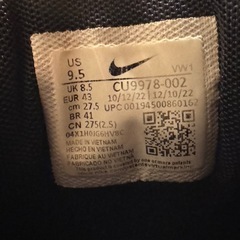 US
9.5
VW1
UK 8.5
CU9978-002
EUR 43
10/12/22 12/10/22
cm 27.5
UPC 00194500860162
BR 41
CN 275(2.5)
MADE IN VIETNAM
HECHO EN VIETNAM
FABRIQUE AU VIETNAM